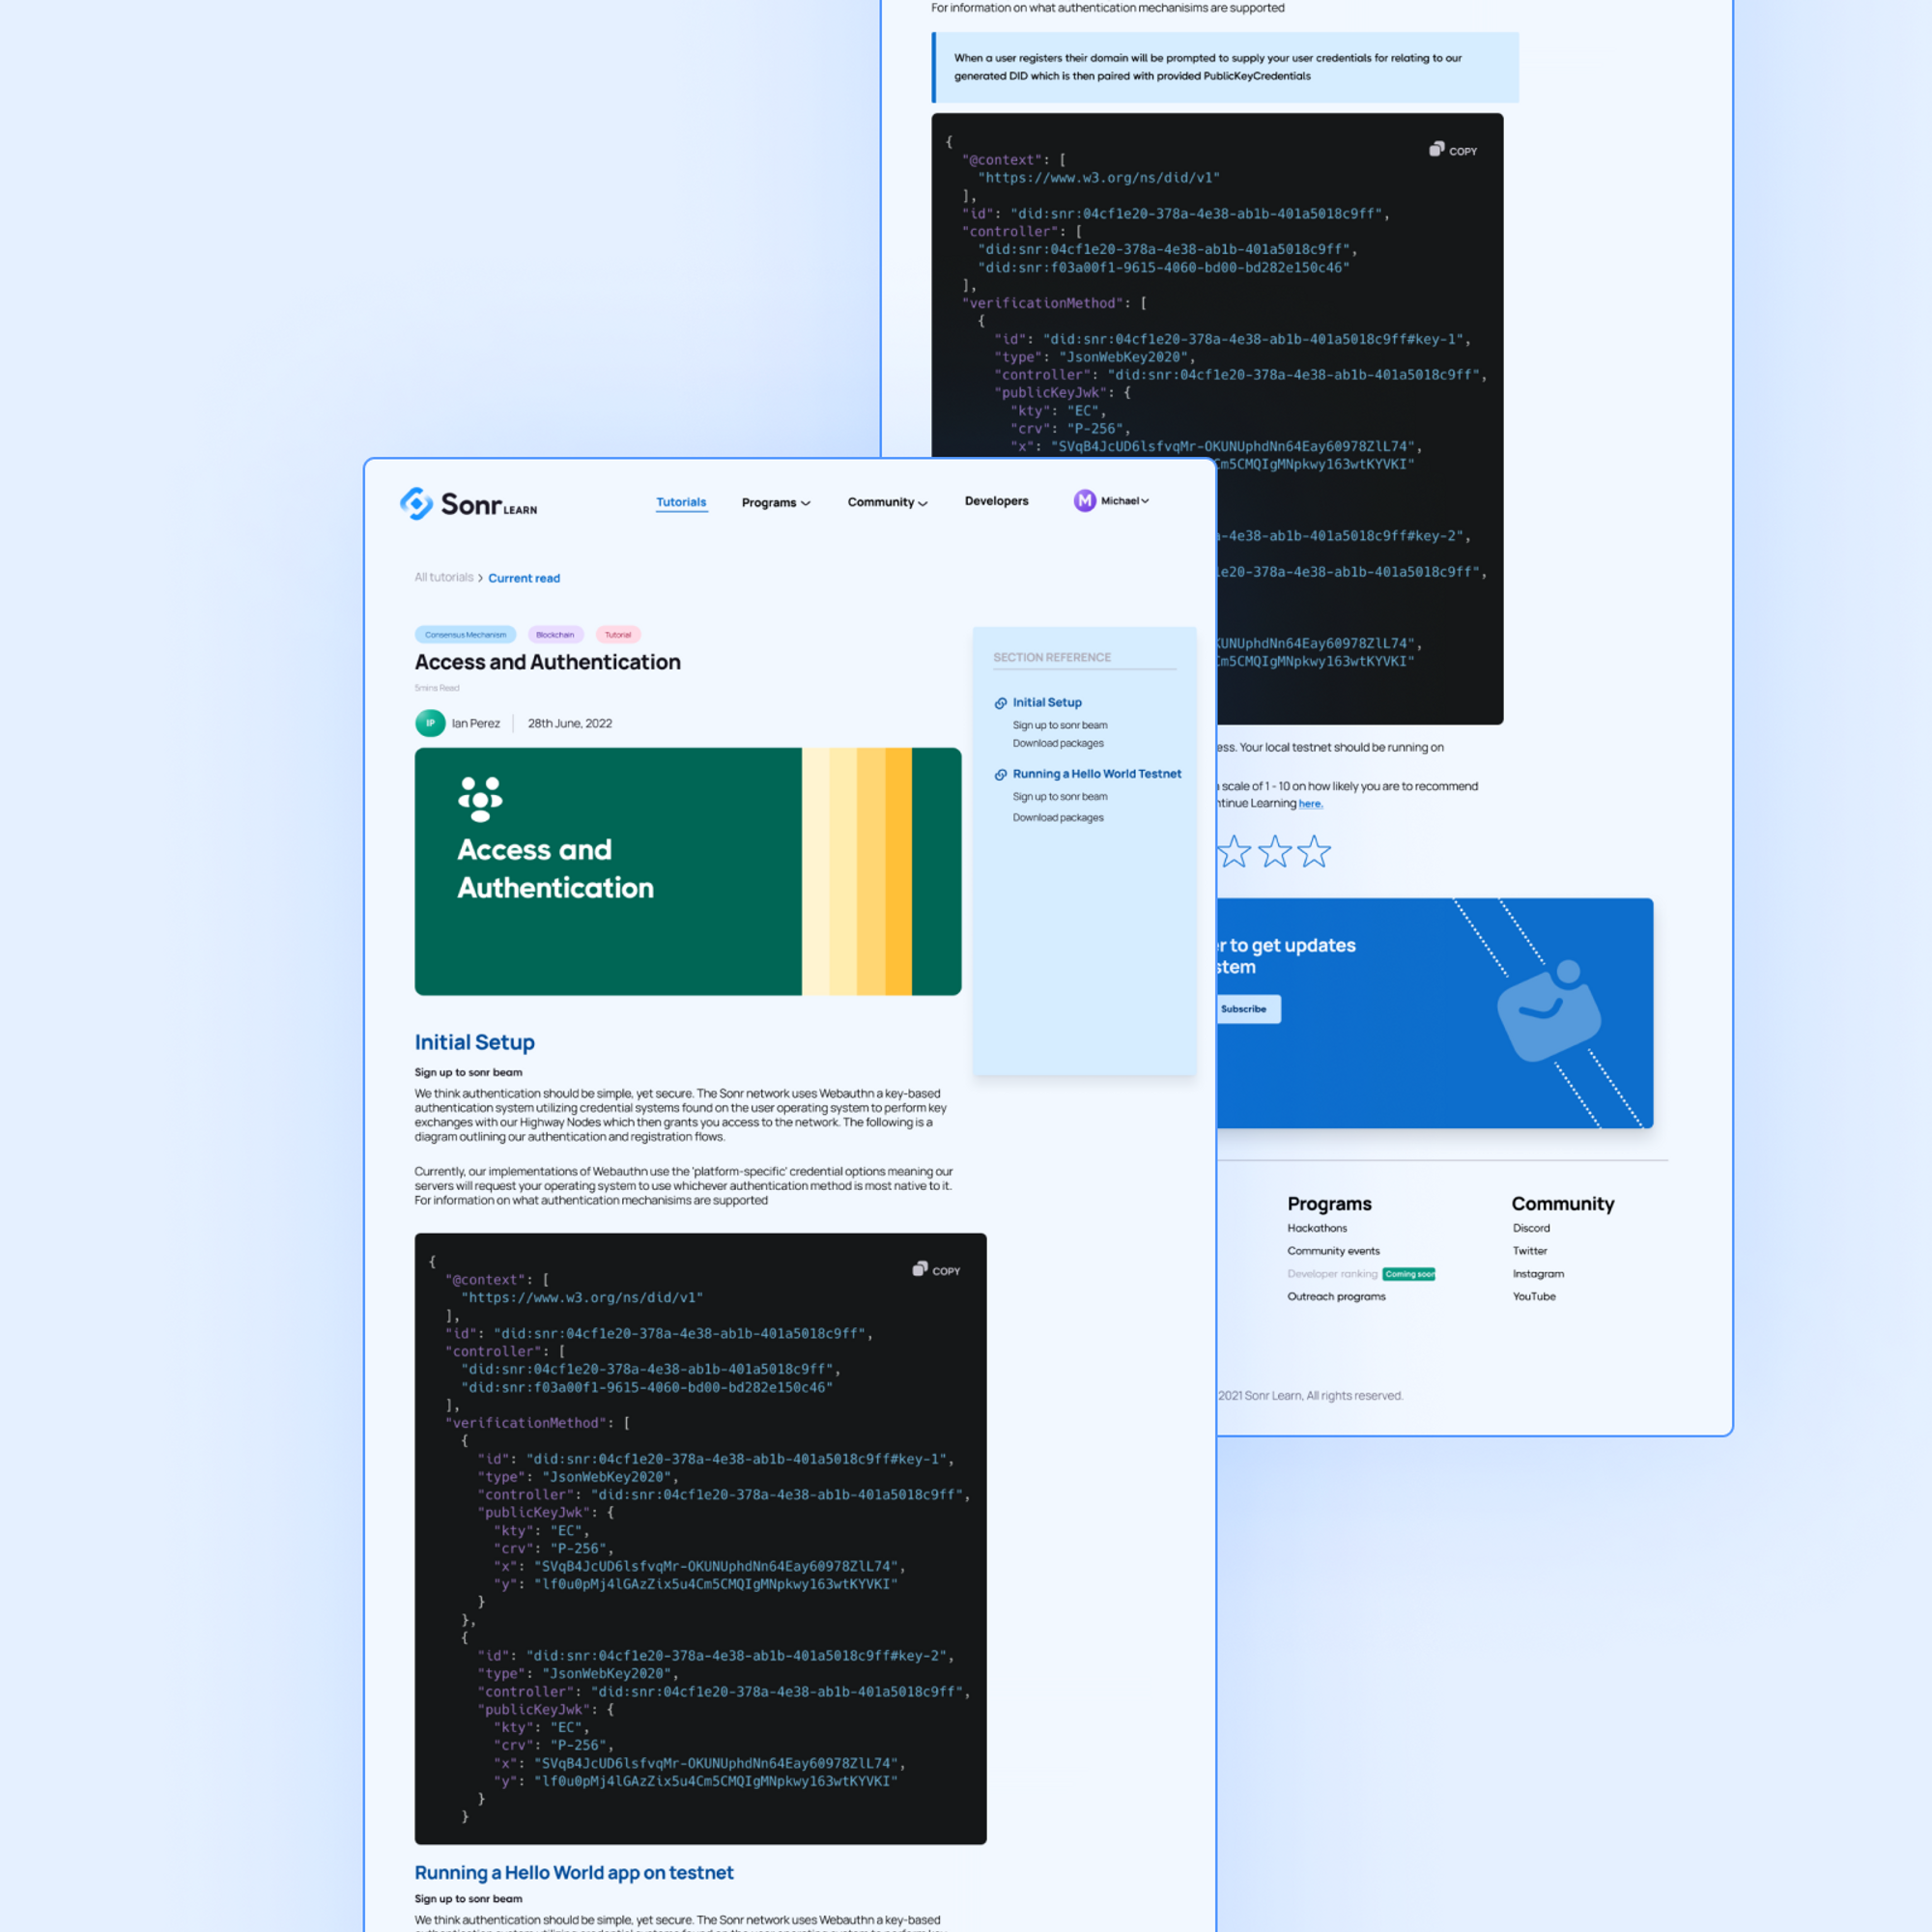 For information on what authentication mechanisims are supported
When a user registers their domain will be prompted to supply your user credentials for relating to our
generated DID which is then paired with provided PublicKeyCredentials
COPY
{
"@context": [
"https://www.w3.org/ns/did/v1"
],
"id": "did:snr:04cf1e20-378a-4e38-ab1b-401a5018c9ff",
"controller": [
"did:snr:04cf1e20-378a-4e38-ab1b-401a5018c9ff",
"did:snr:f03a00f1-9615-4060-bd00-bd282e150c46"
],
"verificationMethod": [
{
"id": "did:snr:04cf1e20-378a-4e38-ab1b-401a5018c9ff#key-1",
"type": "JsonWebKey2020",
"controller": "did:snr:04cf1e20-378a-4e38-ab1b-401a5018c9ff",
"publicKeyJwk": {
"kty": "EC",
"crv": "P-256",
"x": "SVqB4JcUD6lsfvqMr-OKUNUphdNn64Eay60978ZlL74",
Cm5CMQIgMNpkwy163wtKYVKI"
-4e38-ab1b-401a5018c9ff#key-2",
e20-378a-4e38-ab1b-401a5018c9ff",
KUNUphdNn64Eay60978ZlL74",
Cm5CMQIgMNpkwy163wtKYVKI"
ess. Your local testnet should be running on
scale of 1 - 10 on how likely you are to recommend
ntinue Learning here.
er to get updates
stem
Subscribe
Programs
Hackathons
Community events
Developer ranking Coming soon
Outreach programs
Community
Discord
Twitter
Instagram
YouTube
2021 Sonr Learn, All rights reserved.
Sonr LEARN
Tutorials
Programs
Community
Developers
M Michael
All tutorials > Current read
Consensus Mechanism
Blockchain
Tutorial
Access and Authentication
5mins Read
IP Ian Perez
28th June, 2022
Access and
Authentication
SECTION REFERENCE
Initial Setup
Sign up to sonr beam
Download packages
Running a Hello World Testnet
Sign up to sonr beam
Download packages
Initial Setup
Sign up to sonr beam
We think authentication should be simple, yet secure. The Sonr network uses Webauthn a key-based
authentication system utilizing credential systems found on the user operating system to perform key
exchanges with our Highway Nodes which then grants you access to the network. The following is a
diagram outlining our authentication and registration flows.
Currently, our implementations of Webauthn use the 'platform-specific' credential options meaning our
servers will request your operating system to use whichever authentication method is most native to it.
For information on what authentication mechanisims are supported
COPY
{
"@context": [
"https://www.w3.org/ns/did/v1"
],
"id": "did:snr:04cf1e20-378a-4e38-ab1b-401a5018c9ff",
"controller": [
"did:snr:04cf1e20-378a-4e38-ab1b-401a5018c9ff",
"did:snr:f03a00f1-9615-4060-bd00-bd282e150c46"
],
"verificationMethod": [
{
"id": "did:snr:04cf1e20-378a-4e38-ab1b-401a5018c9ff#key-1",
"type": "JsonWebKey2020",
"controller": "did:snr:04cf1e20-378a-4e38-ab1b-401a5018c9ff",
"publicKeyJwk": {
"kty": "EC",
"crv": "P-256",
"x": "SVqB4JcUD6lsfvqMr-OKUNUphdNn64Eay60978ZlL74",
"y": "lf0u0pMj4lGAzZix5u4Cm5CMQIgMNpkwy163wtKYVKI"
}
},
{
"id": "did:snr:04cf1e20-378a-4e38-ab1b-401a5018c9ff#key-2",
"type": "JsonWebKey2020",
"controller": "did:snr:04cf1e20-378a-4e38-ab1b-401a5018c9ff",
"publicKeyJwk": {
"kty": "EC",
"crv": "P-256",
"x": "SVqB4JcUD6lsfvqMr-OKUNUphdNn64Eay60978ZlL74",
"y": "lf0u0pMj4lGAzZix5u4Cm5CMQIgMNpkwy163wtKYVKI"
}
}
Running a Hello World app on testnet
Sign up to sonr beam
We think authentication should be simple, yet secure. The Sonr network uses Webauthn a key-based